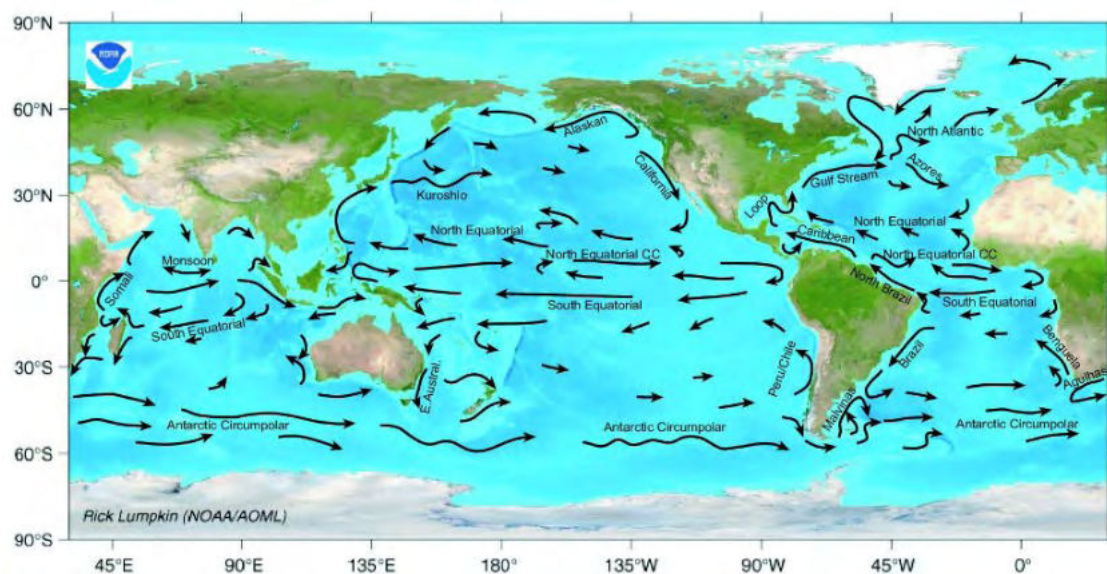 90°N
60°N
30°N
0°
30°S
60°S
90°S
NOAA
Alaskan
North Atlantic
California
Azores
Gulf Stream
Kuroshio
Loop
North Equatorial
North Equatorial
Caribbean
Monsoon
North Equatorial CC
North Equatorial CC
Somali
North Brazil
South Equatorial
South Equatorial
South Equatorial
Benguela
Brazil
E.Austral.
Peru/Chile
Aqulhas
Malvinas
Antarctic Circumpolar
Antarctic Circumpolar
Antarctic Circumpolar
Rick Lumpkin (NOAA/AOML)
45°E
90°E
135°E
180°
135°W
90°W
45°W
0°